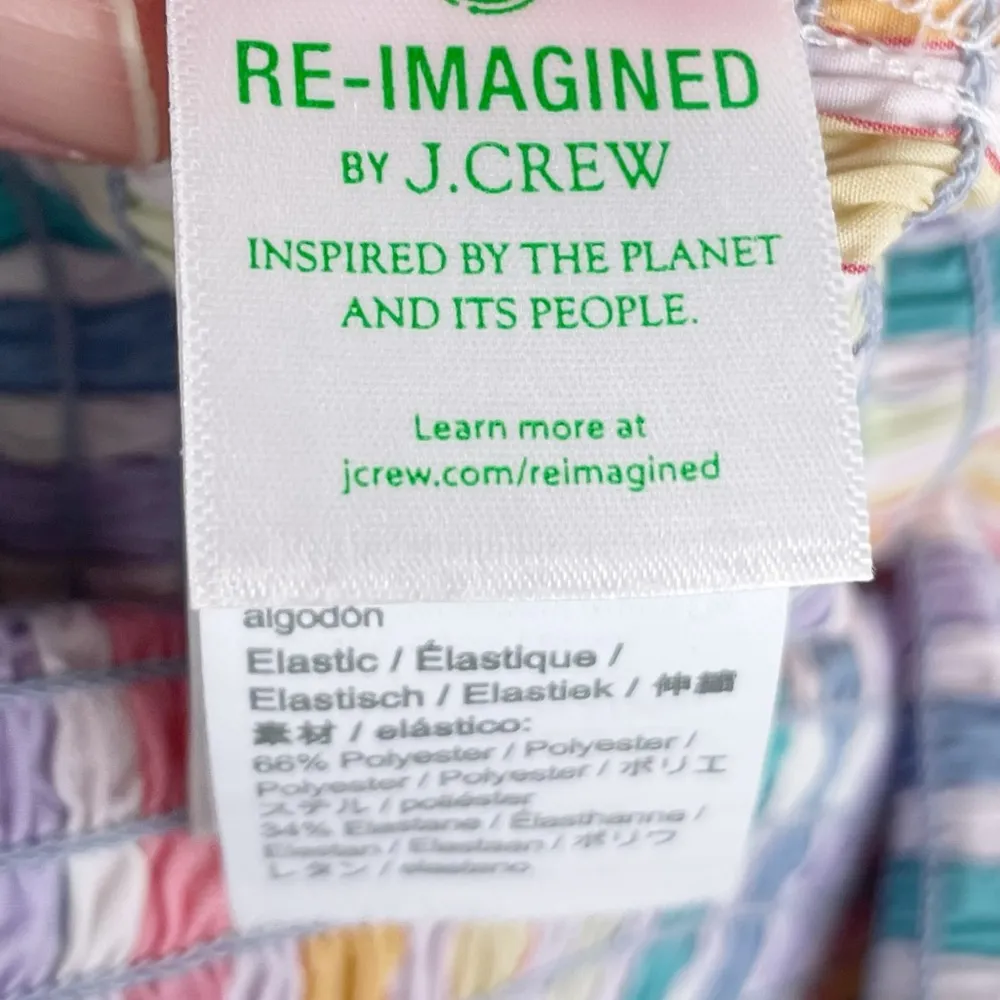 RE-IMAGINED
BY J.CREW
INSPIRED BY THE PLANET
AND ITS PEOPLE.
Learn more at
jcrew.com/reimagined
algodón
Elastic / Élastique /
Elastisch / Elastiek / 伸縮
素材 / elástico:
66% Polyester / Polyester /
Polyester / Polyester / ポリエ
ステル / poliéster
34% Elastane / Élasthanne /
Elastan / Elastaan / ポリウ
レタン / elastano